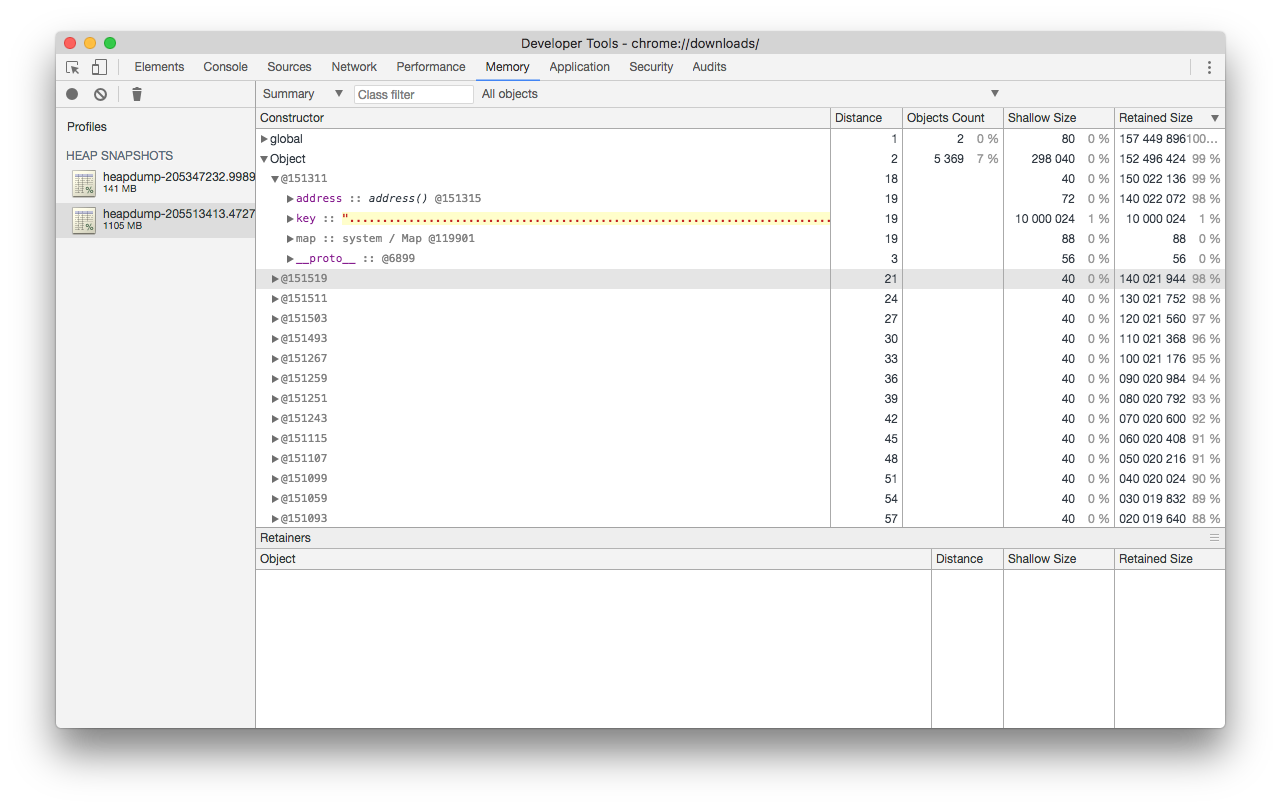 Developer Tools - chrome://downloads/
Elements Console Sources Network Performance Memory Application Security Audits
Summary ▼ Class filter All objects ▼
Profiles
HEAP SNAPSHOTS
heapdump-205347232.9989
141 MB
heapdump-205513413.4727
1105 MB
Constructor Distance Objects Count Shallow Size Retained Size ▼
▶global 1 2 0 % 80 0 % 157 449 896100…
▼Object 2 5 369 7 % 298 040 0 % 152 496 424 99 %
▼@151311 18 40 0 % 150 022 136 99 %
▶address :: address() @151315 19 72 0 % 140 022 072 98 %
▶key :: ".......................................................................... 19 10 000 024 1 % 10 000 024 1 %
▶map :: system / Map @119901 19 88 0 % 88 0 %
▶__proto__ :: @6899 3 56 0 % 56 0 %
▶@151519 21 40 0 % 140 021 944 98 %
▶@151511 24 40 0 % 130 021 752 98 %
▶@151503 27 40 0 % 120 021 560 97 %
▶@151493 30 40 0 % 110 021 368 96 %
▶@151267 33 40 0 % 100 021 176 95 %
▶@151259 36 40 0 % 090 020 984 94 %
▶@151251 39 40 0 % 080 020 792 93 %
▶@151243 42 40 0 % 070 020 600 92 %
▶@151115 45 40 0 % 060 020 408 91 %
▶@151107 48 40 0 % 050 020 216 91 %
▶@151099 51 40 0 % 040 020 024 90 %
▶@151059 54 40 0 % 030 019 832 89 %
▶@151093 57 40 0 % 020 019 640 88 %
Retainers
Object Distance Shallow Size Retained Size